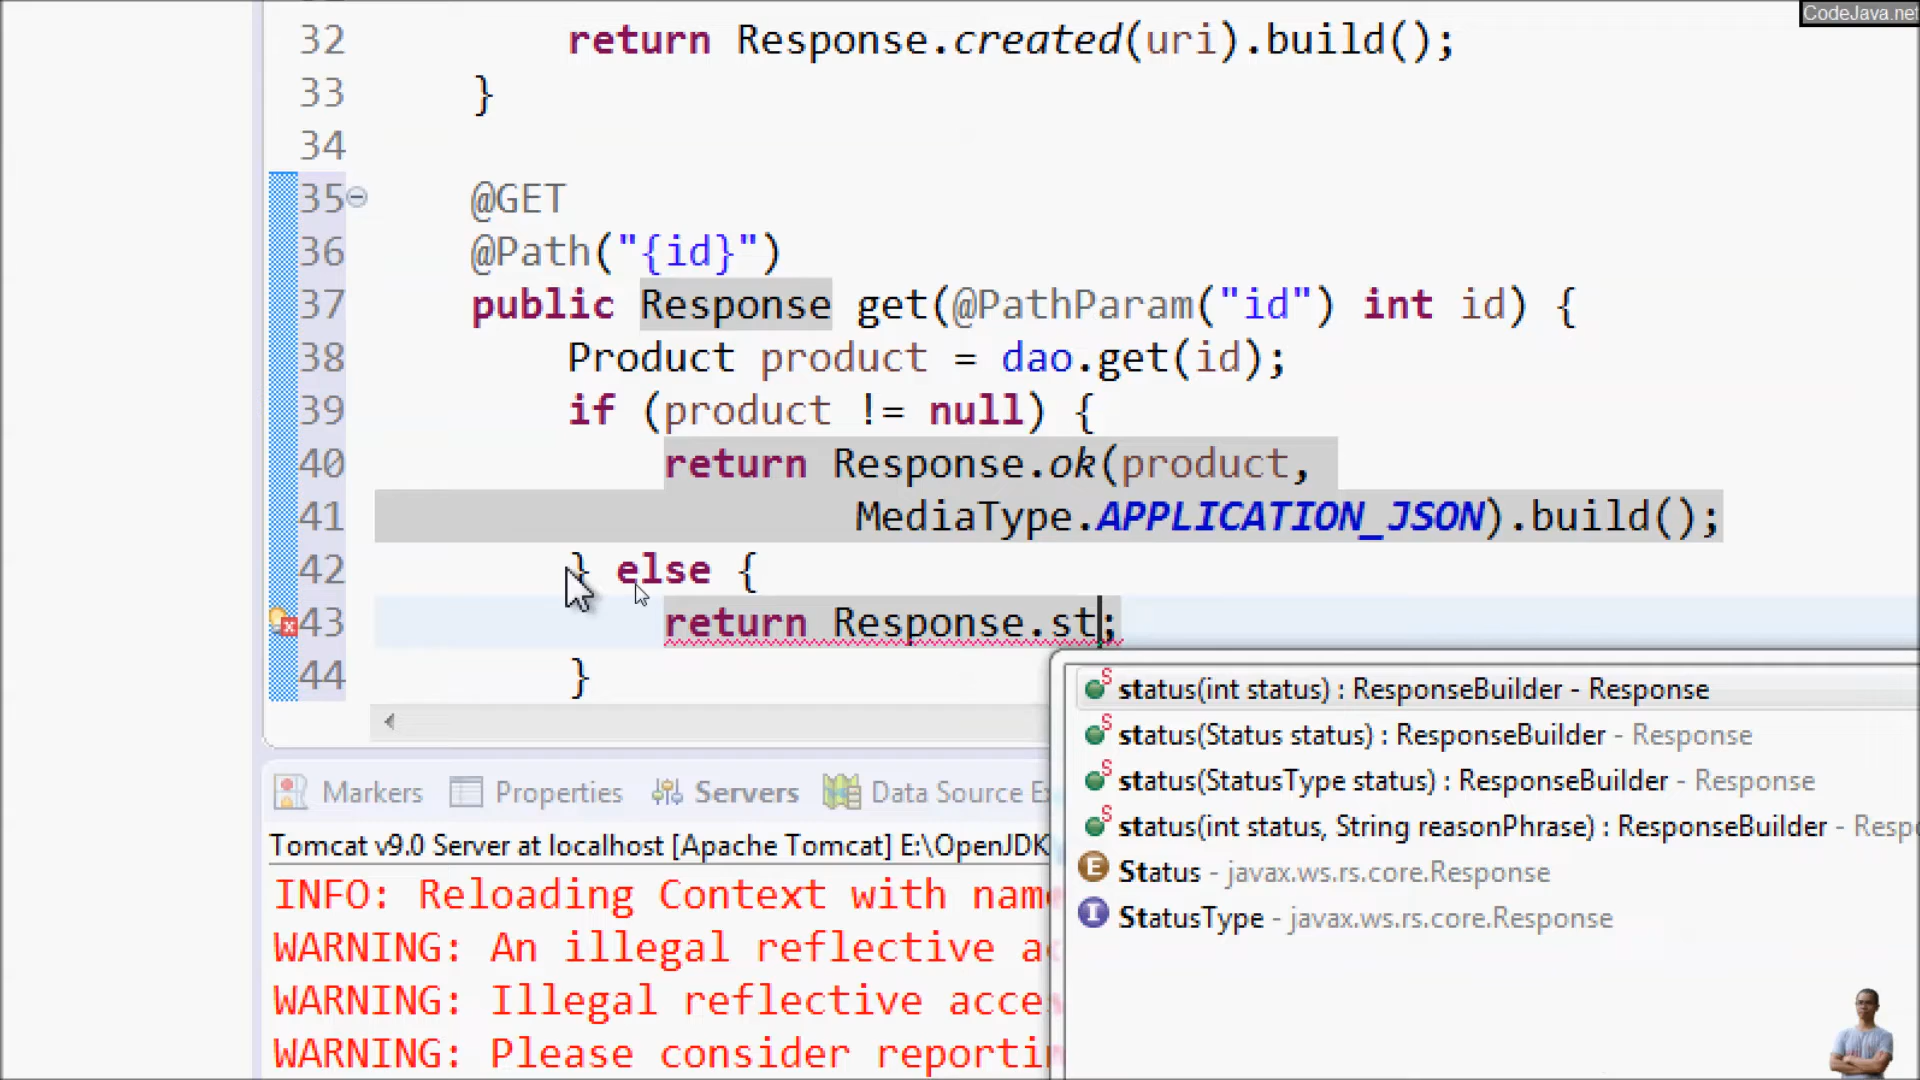 CodeJava.net
32 return Response.created(uri).build();
33 }
34
35 @GET
36 @Path("{id}")
37 public Response get(@PathParam("id") int id) {
38 Product product = dao.get(id);
39 if (product != null) {
40 return Response.ok(product,
41 MediaType.APPLICATION_JSON).build();
42 } else {
43 return Response.st;
44 }
status(int status) : ResponseBuilder - Response
status(Status status) : ResponseBuilder - Response
status(StatusType status) : ResponseBuilder - Response
status(int status, String reasonPhrase) : ResponseBuilder - Respo
Status - javax.ws.rs.core.Response
StatusType - javax.ws.rs.core.Response
Markers Properties Servers Data Source Ex
Tomcat v9.0 Server at localhost [Apache Tomcat] E:\OpenJDK
INFO: Reloading Context with name
WARNING: An illegal reflective ac
WARNING: Illegal reflective acces
WARNING: Please consider reportin